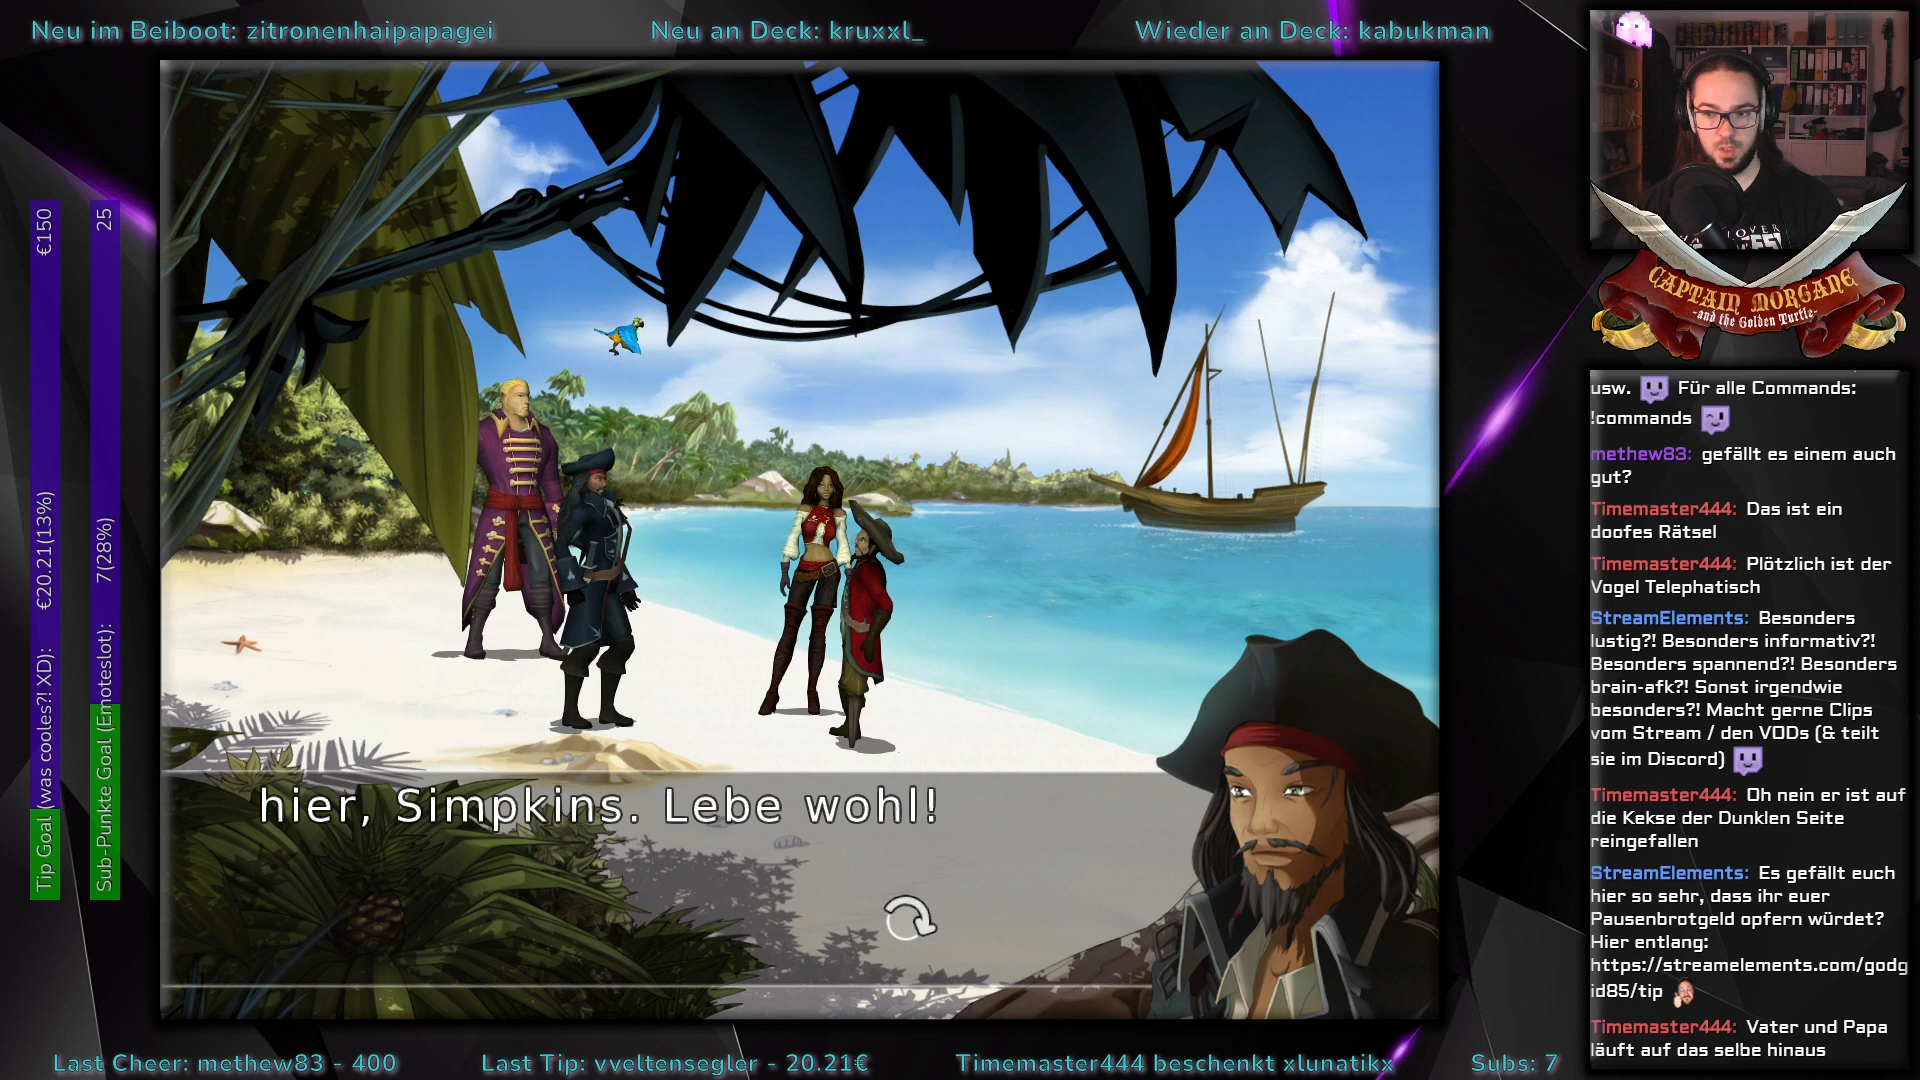 Neu im Beiboot: zitronenhaipapagei
Neu an Deck: kruxxl_
Wieder an Deck: kabukman
Tip Goal (was cooles?! XD): €20.21(13%) €150
Sub-Punkte Goal (Emoteslot): 7(28%) 25
CAPTAIN MORGANE
-and the Golden Turtle-
usw. Für alle Commands:
!commands
methew83: gefällt es einem auch
gut?
Timemaster444: Das ist ein
doofes Rätsel
Timemaster444: Plötzlich ist der
Vogel Telephatisch
StreamElements: Besonders
lustig?! Besonders informativ?!
Besonders spannend?! Besonders
brain-afk?! Sonst irgendwie
besonders?! Macht gerne Clips
vom Stream / den VODs (& teilt
sie im Discord)
Timemaster444: Oh nein er ist auf
die Kekse der Dunklen Seite
reingefallen
StreamElements: Es gefällt euch
hier so sehr, dass ihr euer
Pausenbrotgeld opfern würdet?
Hier entlang:
https://streamelements.com/godg
id85/tip
Timemaster444: Vater und Papa
läuft auf das selbe hinaus
hier, Simpkins. Lebe wohl!
Last Cheer: methew83 - 400
Last Tip: vveltensegler - 20.21€
Timemaster444 beschenkt xlunatikx
Subs: 7